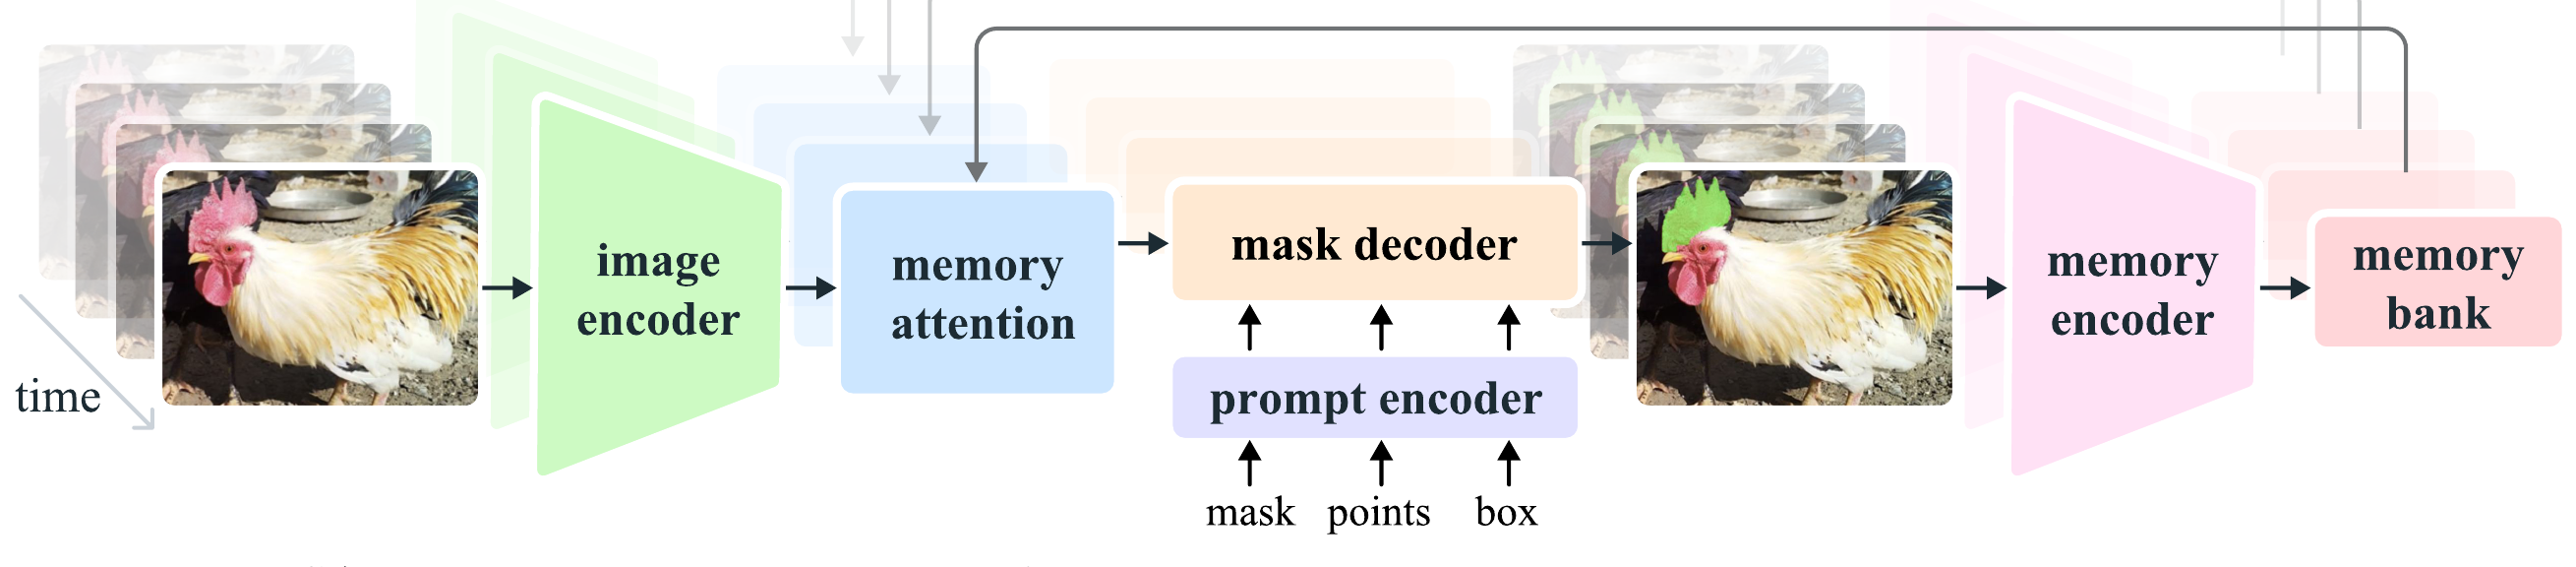 time
image
encoder
memory
attention
mask decoder
prompt encoder
mask points box
memory
encoder
memory
bank